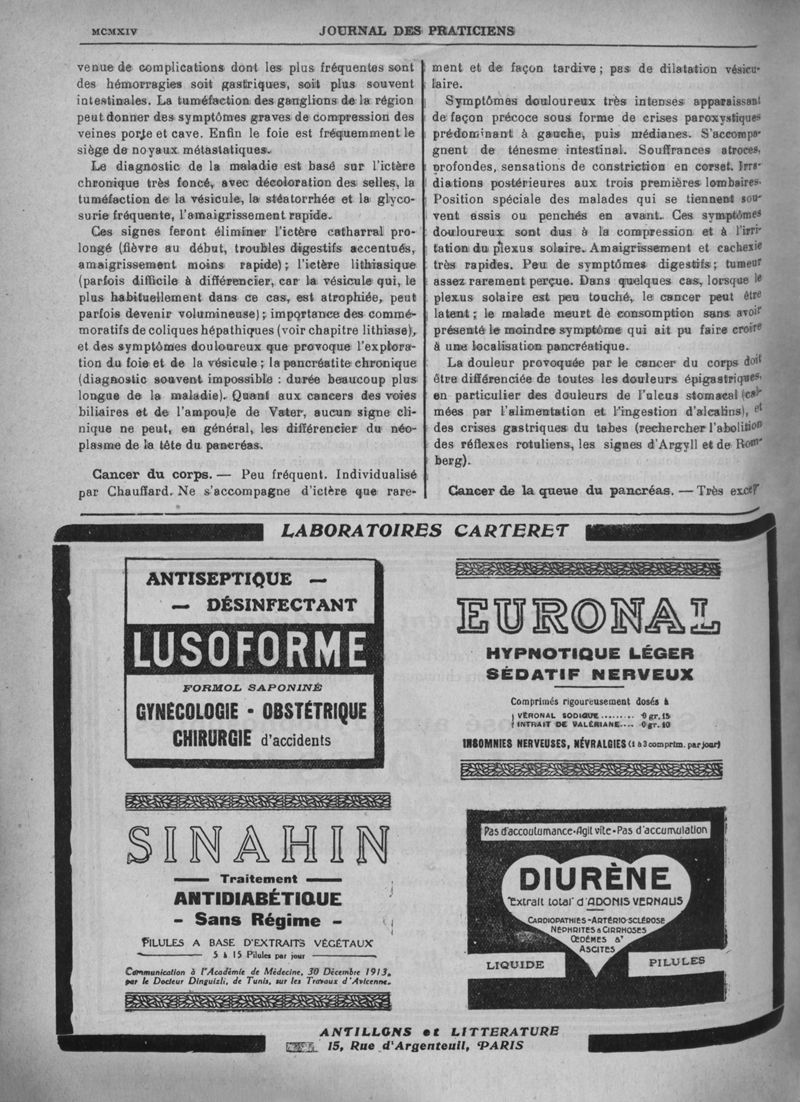 MCMXIV
JOURNAL DES PRATICIENS
venue de complications dont les plus fréquentes sont
des hémorragies soit gastriques, soit plus souvent
intestinales. La tuméfaction des ganglions de la région
peut donner des symptômes graves de compression des
veines porte et cave. Enfin le foie est fréquemment le
siège de noyaux métastatiques.
Le diagnostic de la maladie est basé sur l'ictère
chronique très foncé, avec décoloration des selles, la
tuméfaction de la vésicule, la stéatorrhée et la glyco-
surie fréquente, l'amaigrissement rapide.
Ces signes feront éliminer l'ictère catharral pro-
longé (fièvre au début, troubles digestifs accentués,
amaigrissement moins rapide); l'ictère lithiasique
(parfois difficile à différencier, car la vésicule qui, le
plus habituellement dans ce cas, est atrophiée, peut
parfois devenir volumineuse); importance des commé-
moratifs de coliques hépathiques (voir chapitre lithiase),
et des symptômes douloureux que provoque l'explora-
tion du foie et de la vésicule; la pancréatite chronique
(diagnostic souvent impossible : durée beaucoup plus
longue de la maladie). Quant aux cancers des voies
biliaires et de l'ampoule de Vater, aucun signe cli-
nique ne peut, en général, les différencier du néo-
plasme de la tête du pancréas.
Cancer du corps. — Peu fréquent. Individualisé
par Chauffard. Ne s'accompagne d'ictère que rare-
ment et de façon tardive; pas de dilatation vésicu-
laire.
Symptômes douloureux très intenses apparaissant
de façon précoce sous forme de crises paroxystiques
prédominant à gauche, puis médianes. S'accompa-
gnent de ténesme intestinal. Souffrances atroces,
profondes, sensations de constriction en corset. Irra-
diations postérieures aux trois premières lombaires.
Position spéciale des malades qui se tiennent sou-
vent assis ou penchés en avant. Ces symptômes
douloureux sont dus à la compression et à l'irri-
tation du plexus solaire. Amaigrissement et cachexie
très rapides. Peu de symptômes digestifs; tumeur
assez rarement perçue. Dans quelques cas, lorsque le
plexus solaire est peu touché, le cancer peut être
latent; le malade meurt de consomption sans avoir
présenté le moindre symptôme qui ait pu faire croire
à une localisation pancréatique.
La douleur provoquée par le cancer du corps doit
être différenciée de toutes les douleurs épigastriques,
en particulier des douleurs de l'ulcus stomacal (cal-
mées par l'alimentation et l'ingestion d'alcalins), et
des crises gastriques du tabes (rechercher l'abolition
des réflexes rotuliens, les signes d'Argyll et de Rom-
berg).
Cancer de la queue du pancréas. — Très excep-
LABORATOIRES CARTERET
ANTISEPTIQUE —
— DÉSINFECTANT
LUSOFORME
FORMOL SAPONINÉ
GYNÉCOLOGIE - OBSTÉTRIQUE
CHIRURGIE d'accidents
EURONAL
HYPNOTIQUE LÉGER
SÉDATIF NERVEUX
Comprimés rigoureusement dosés à
VÉRONAL SODIQUE......... 0 gr. 15
INTRAIT DE VALÉRIANE.... 0 gr. 10
INSOMNIES NERVEUSES, NÉVRALGIES (1 à 3 comprim. par jour)
SINAHIN
Traitement
ANTIDIABÉTIQUE
- Sans Régime -
PILULES A BASE D'EXTRAITS VÉGÉTAUX
5 à 15 Pilules par jour
Communication à l'Académie de Médecine, 30 Décembre 1913,
par le Docteur Dinguizli, de Tunis, sur les Travaux d'Avicenne.
Pas d'accoutumance-Agit vite-Pas d'accumulation
DIURÈNE
"Extrait total" d'ADONIS VERNALIS
CARDIOPATHIES-ARTÉRIO-SCLÉROSE
NÉPHRITES & CIRRHOSES
ŒDÈMES &
ASCITES
LIQUIDE
PILULES
ANTILLONS et LITTERATURE
15, Rue d'Argenteuil, PARIS